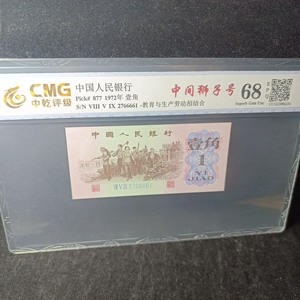 CMG
中乾评级
中国人民银行
Pick# 877 1972年 壹角
S/N VIII V IX 2766661 -教育与生产劳动相结合
中间狮子号
68
Superb Gem Unc
中国人民银行
壹角
1
YI
JIAO